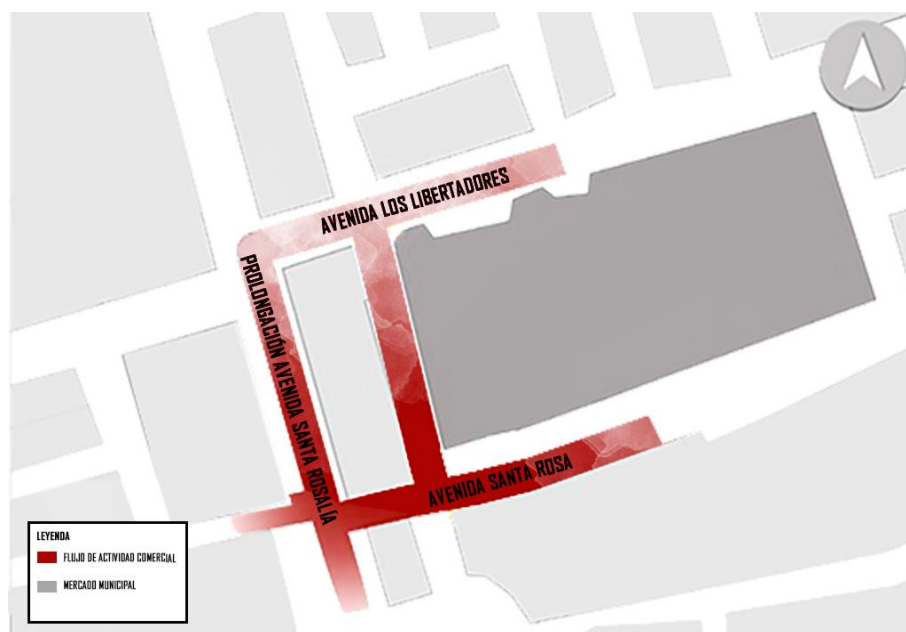 AVENIDA LOS LIBERTADORES
PROLONGACIÓN AVENIDA SANTA ROSALÍA
AVENIDA SANTA ROSA
LEYENDA
FLUJO DE ACTIVIDAD COMERCIAL
MERCADO MUNICIPAL